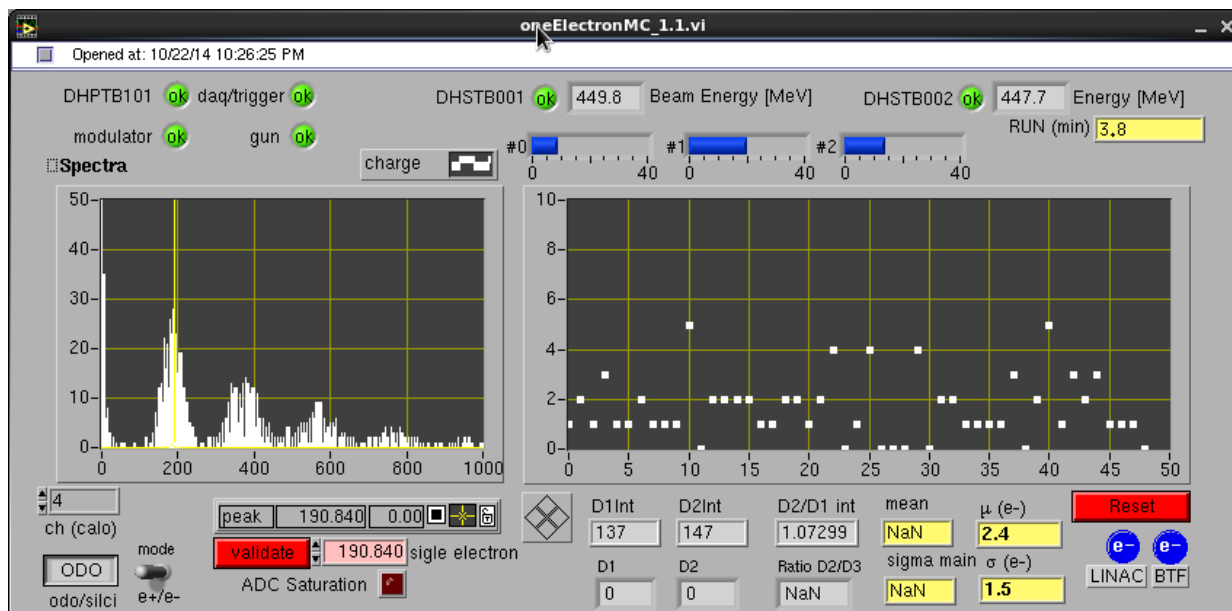 oneElectronMC_1.1.vi
Opened at: 10/22/14 10:26:25 PM
DHPTB101 ok daq/trigger ok DHSTB001 ok 449.8 Beam Energy [MeV] DHSTB002 ok 447.7 Energy [MeV]
modulator ok gun ok RUN (min) 3.8
Spectra charge #0 0 40 #1 0 40 #2 0 40
50 10
40 8
30 6
20 4
10 2
0 0
0 200 400 600 800 1000 0 5 10 15 20 25 30 35 40 45 50
4 D1Int D2Int D2/D1 int mean μ (e-) Reset
ch (calo) peak 190.840 0.00 137 147 1.07299 NaN 2.4
mode validate 190.840 sigle electron D1 D2 Ratio D2/D3 sigma main σ (e-) e- e-
ODO ADC Saturation 0 0 NaN NaN 1.5 LINAC BTF
odo/silci e+/e-